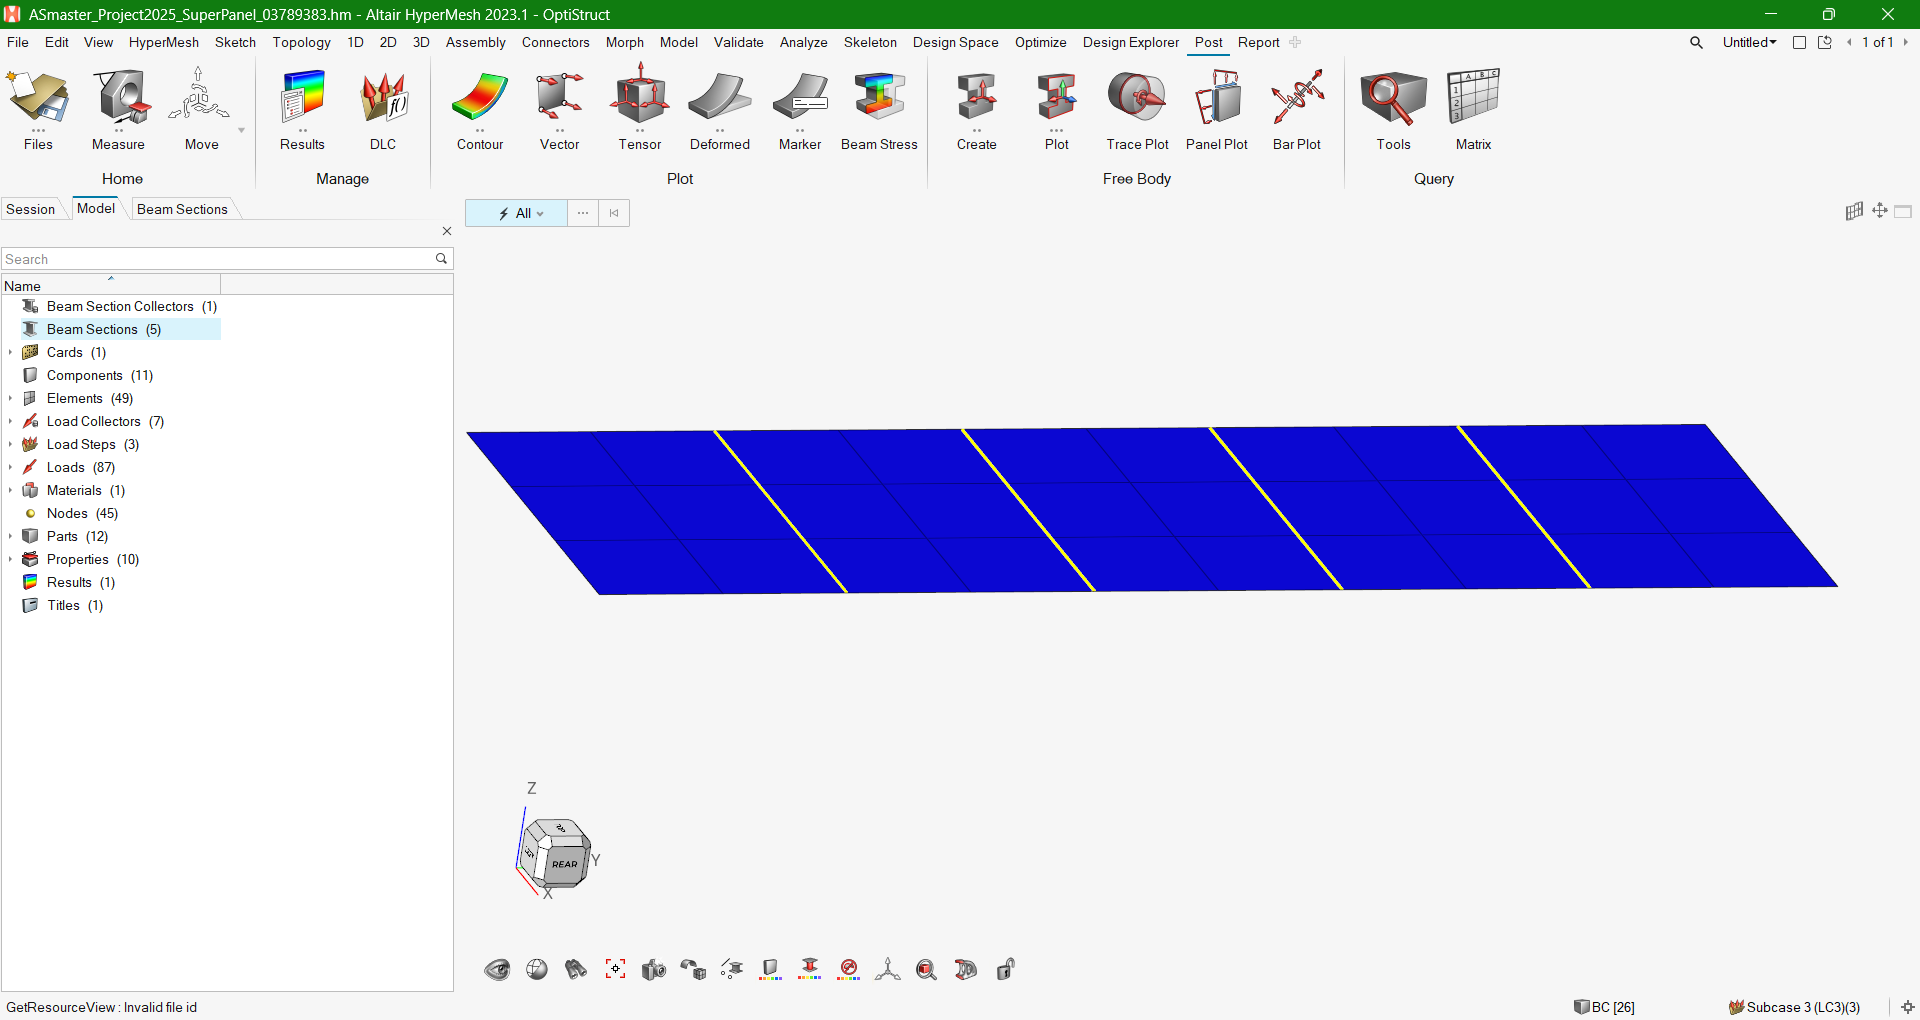 ASmaster_Project2025_SuperPanel_03789383.hm - Altair HyperMesh 2023.1 - OptiStruct
File Edit View HyperMesh Sketch Topology 1D 2D 3D Assembly Connectors Morph Model Validate Analyze Skeleton Design Space Optimize Design Explorer Post Report Untitled 1 of 1
Files Measure Move Results DLC Contour Vector Tensor Deformed Marker Beam Stress Create Plot Trace Plot Panel Plot Bar Plot Tools Matrix
Home Manage Plot Free Body Query
Session Model Beam Sections
All
Search
Name
Beam Section Collectors (1)
Beam Sections (5)
Cards (1)
Components (11)
Elements (49)
Load Collectors (7)
Load Steps (3)
Loads (87)
Materials (1)
Nodes (45)
Parts (12)
Properties (10)
Results (1)
Titles (1)
Z
REAR
Y
X
GetResourceView : Invalid file id
BC [26]
Subcase 3 (LC3)(3)